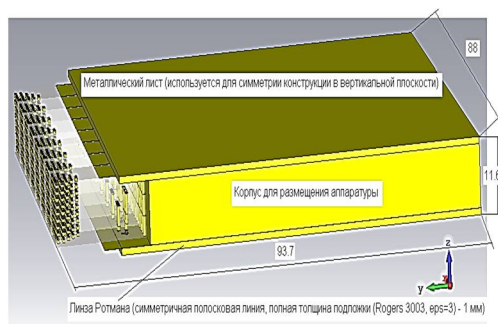 88
Металлический лист (используется для симметрии конструкции в вертикальной плоскости)
11.6
Корпус для размещения аппаратуры
93.7
z
y
x
Линза Ротмана (симметричная полосковая линия, полная толщина подложки (Rogers 3003, eps=3) - 1 мм)